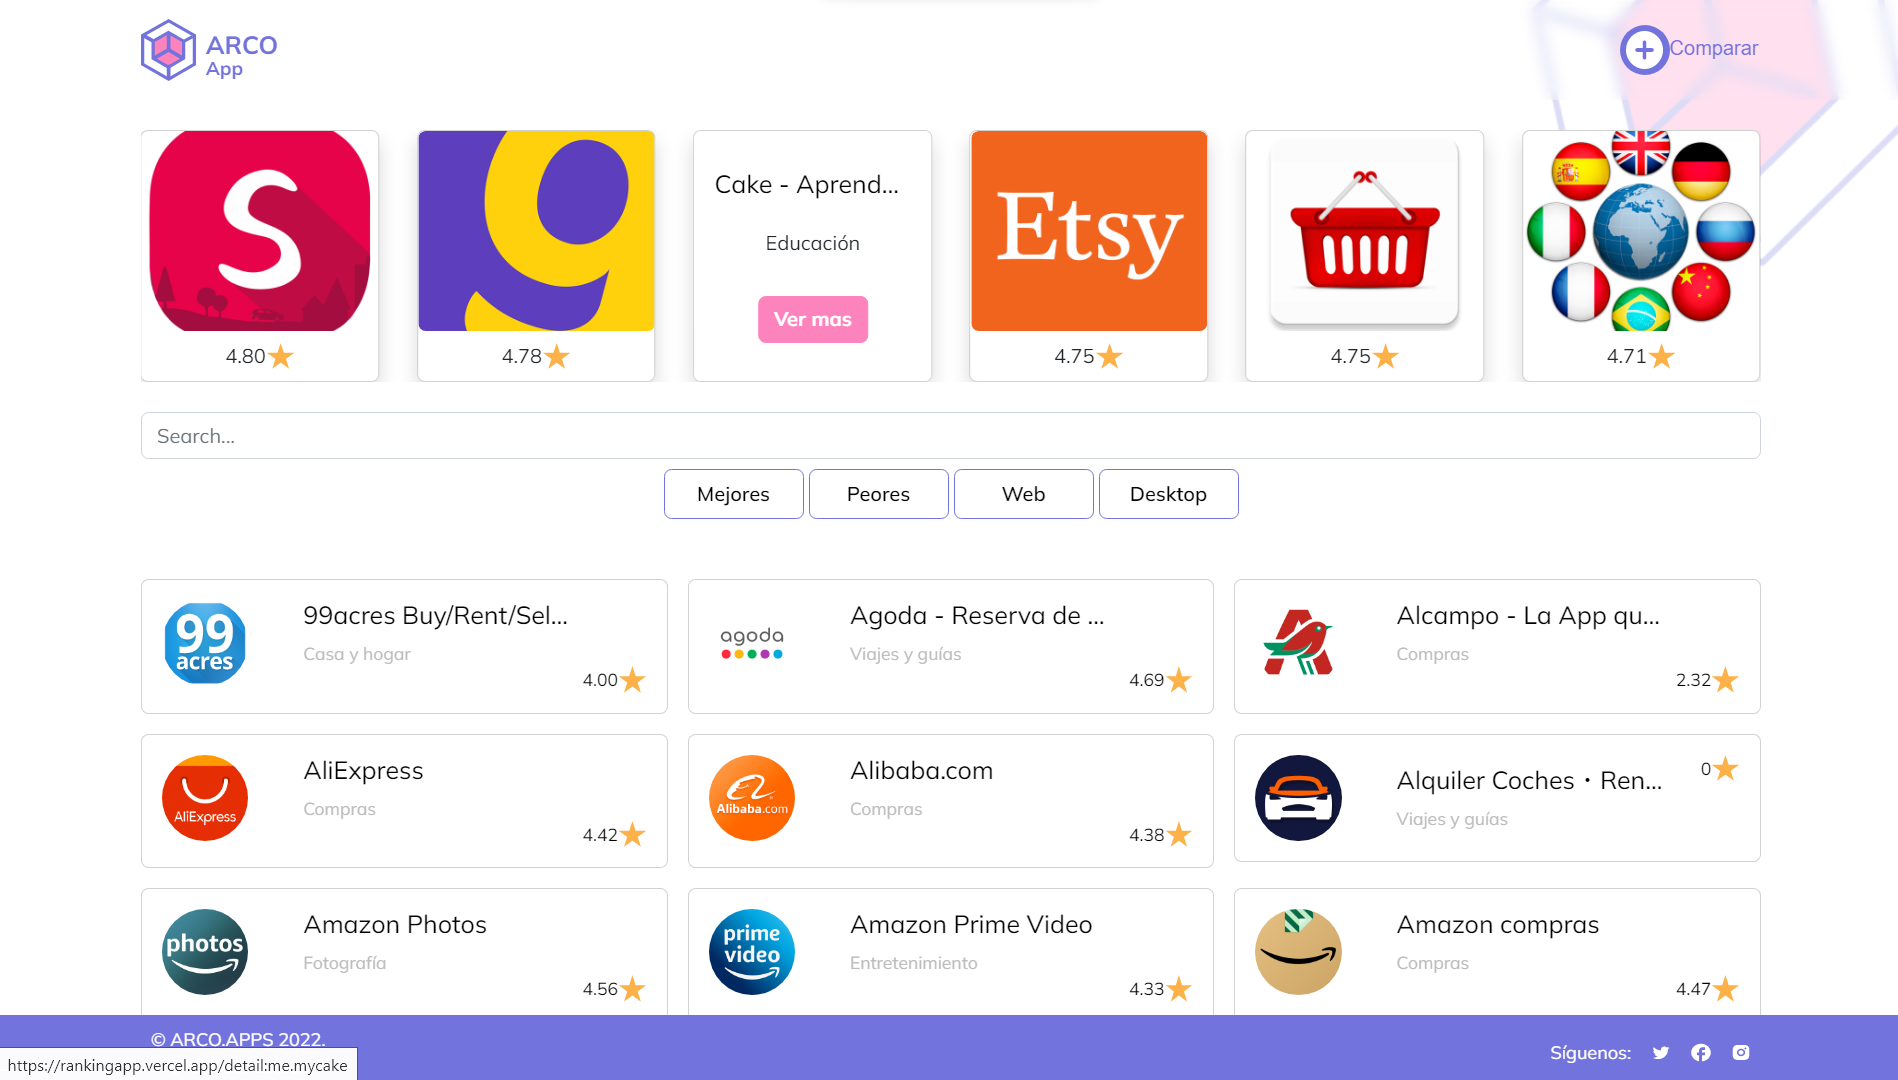 ARCO
App
Comparar
S
9
Cake - Aprend...
Educación
Ver mas
Etsy
4.80
4.78
4.75
4.75
4.71
Search...
Mejores
Peores
Web
Desktop
99
acres
99acres Buy/Rent/Sel...
Casa y hogar
4.00
agoda
Agoda - Reserva de ...
Viajes y guías
4.69
Alcampo - La App qu...
Compras
2.32
AliExpress
AliExpress
Compras
4.42
Alibaba.com
Alibaba.com
Compras
4.38
Alquiler Coches・Ren...
Viajes y guías
0
photos
Amazon Photos
Fotografía
4.56
prime
video
Amazon Prime Video
Entretenimiento
4.33
Amazon compras
Compras
4.47
© ARCO.APPS 2022.
Síguenos:
https://rankingapp.vercel.app/detail:me.mycake